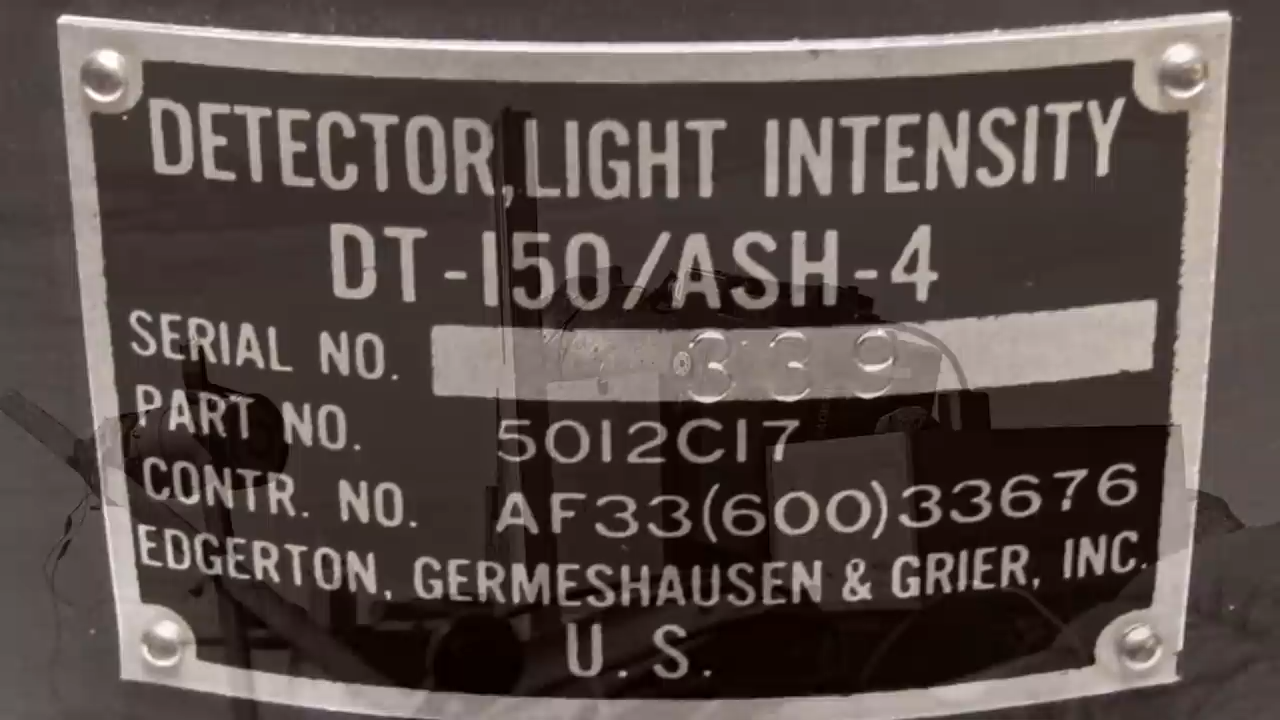 DETECTOR, LIGHT INTENSITY
DT-150/ASH-4
SERIAL NO. 339
PART NO. 5012C17
CONTR. NO. AF33(600)33676
EDGERTON, GERMESHAUSEN & GRIER, INC.
U. S.